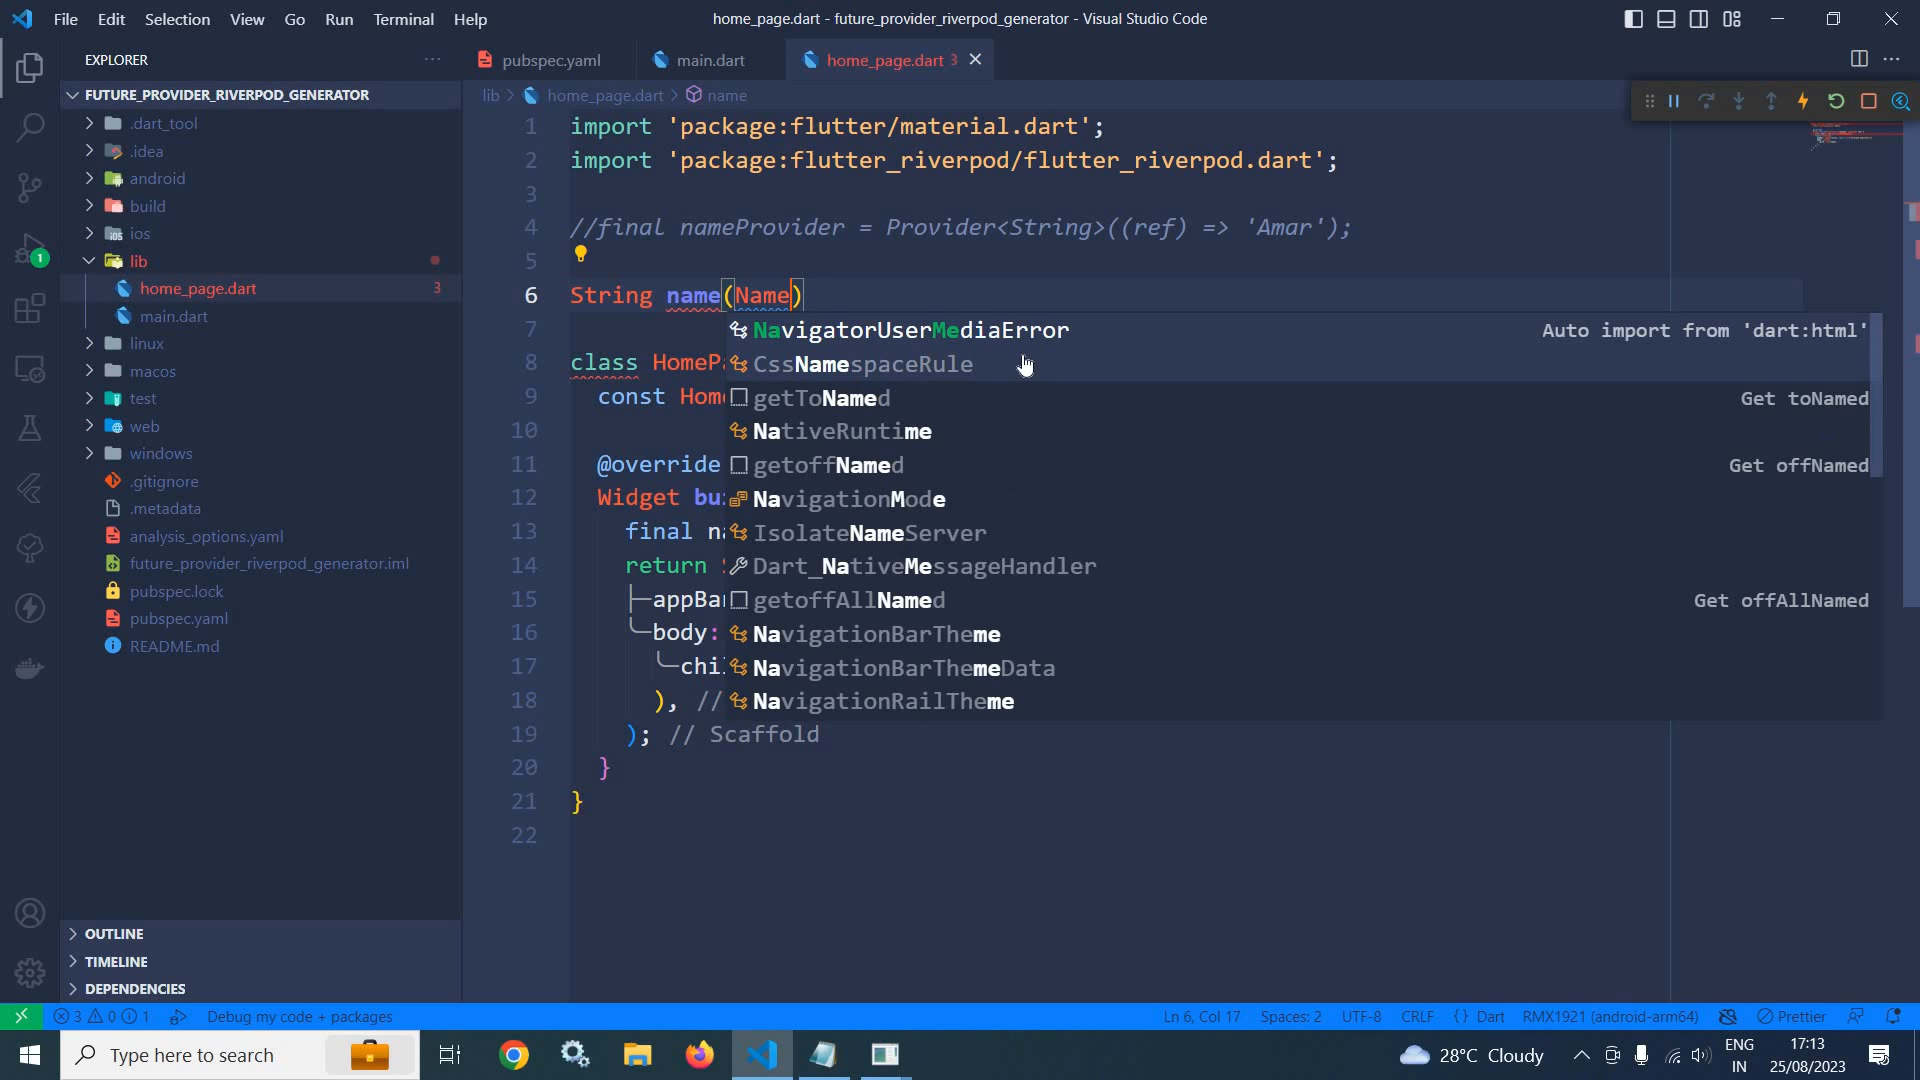 File Edit Selection View Go Run Terminal Help
home_page.dart - future_provider_riverpod_generator - Visual Studio Code
EXPLORER
pubspec.yaml
main.dart
home_page.dart 3
FUTURE_PROVIDER_RIVERPOD_GENERATOR
.dart_tool
.idea
android
build
ios
lib
home_page.dart 3
main.dart
linux
macos
test
web
windows
.gitignore
.metadata
analysis_options.yaml
future_provider_riverpod_generator.iml
pubspec.lock
pubspec.yaml
README.md
OUTLINE
TIMELINE
DEPENDENCIES
lib > home_page.dart > name
1 import 'package:flutter/material.dart';
2 import 'package:flutter_riverpod/flutter_riverpod.dart';
3
4 //final nameProvider = Provider<String>((ref) => 'Amar');
5
6 String name(Name)
7
8 class HomeP
9 const Hom
10
11 @override
12 Widget bu
13 final n
14 return
15 appBa
16 body:
17 chi
18 ), //
19 ); // Scaffold
20 }
21 }
22
NavigatorUserMediaError Auto import from 'dart:html'
CssNamespaceRule
getToNamed Get toNamed
NativeRuntime
getoffNamed Get offNamed
NavigationMode
IsolateNameServer
Dart_NativeMessageHandler
getoffAllNamed Get offAllNamed
NavigationBarTheme
NavigationBarThemeData
NavigationRailTheme
1
3 0 1 Debug my code + packages
Ln 6, Col 17 Spaces: 2 UTF-8 CRLF {} Dart RMX1921 (android-arm64) Prettier
Type here to search
28°C Cloudy
ENG
IN
17:13
25/08/2023